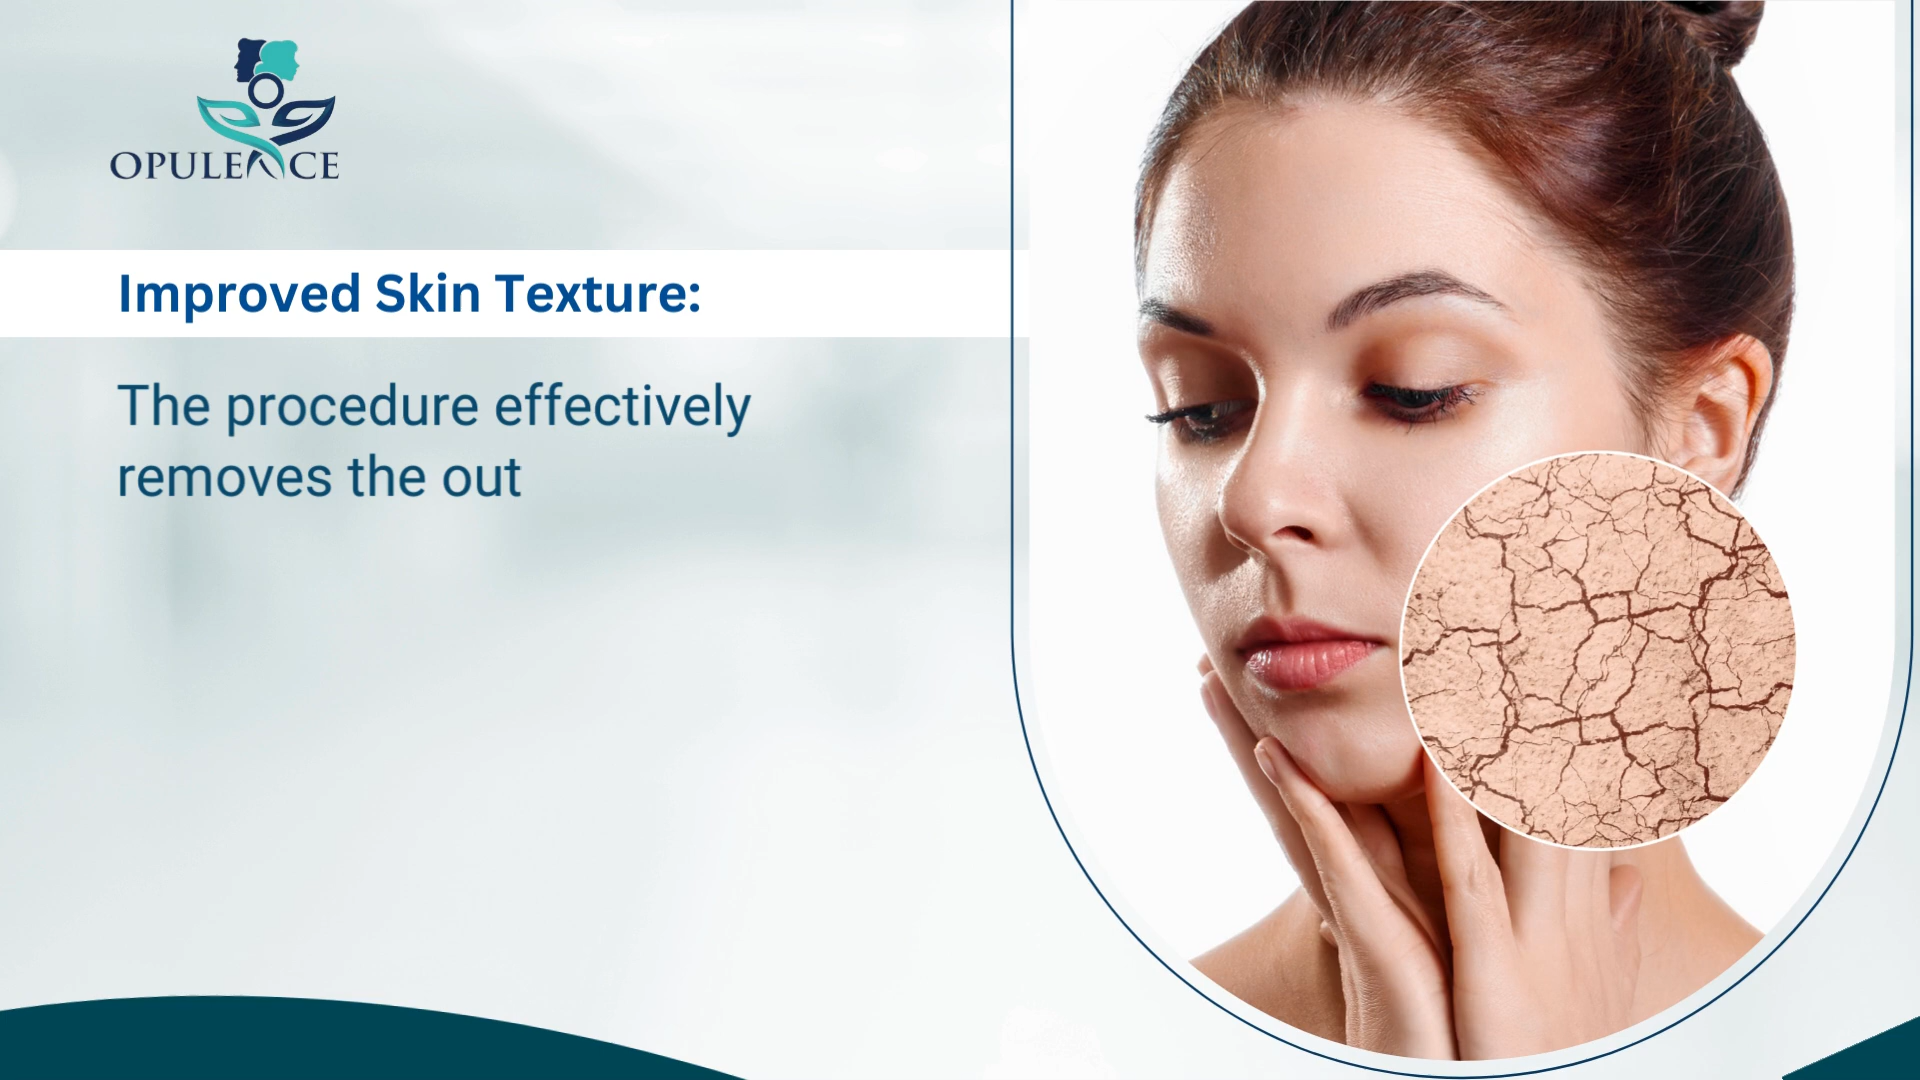 OPULENCE
Improved Skin Texture:
The procedure effectively
removes the out